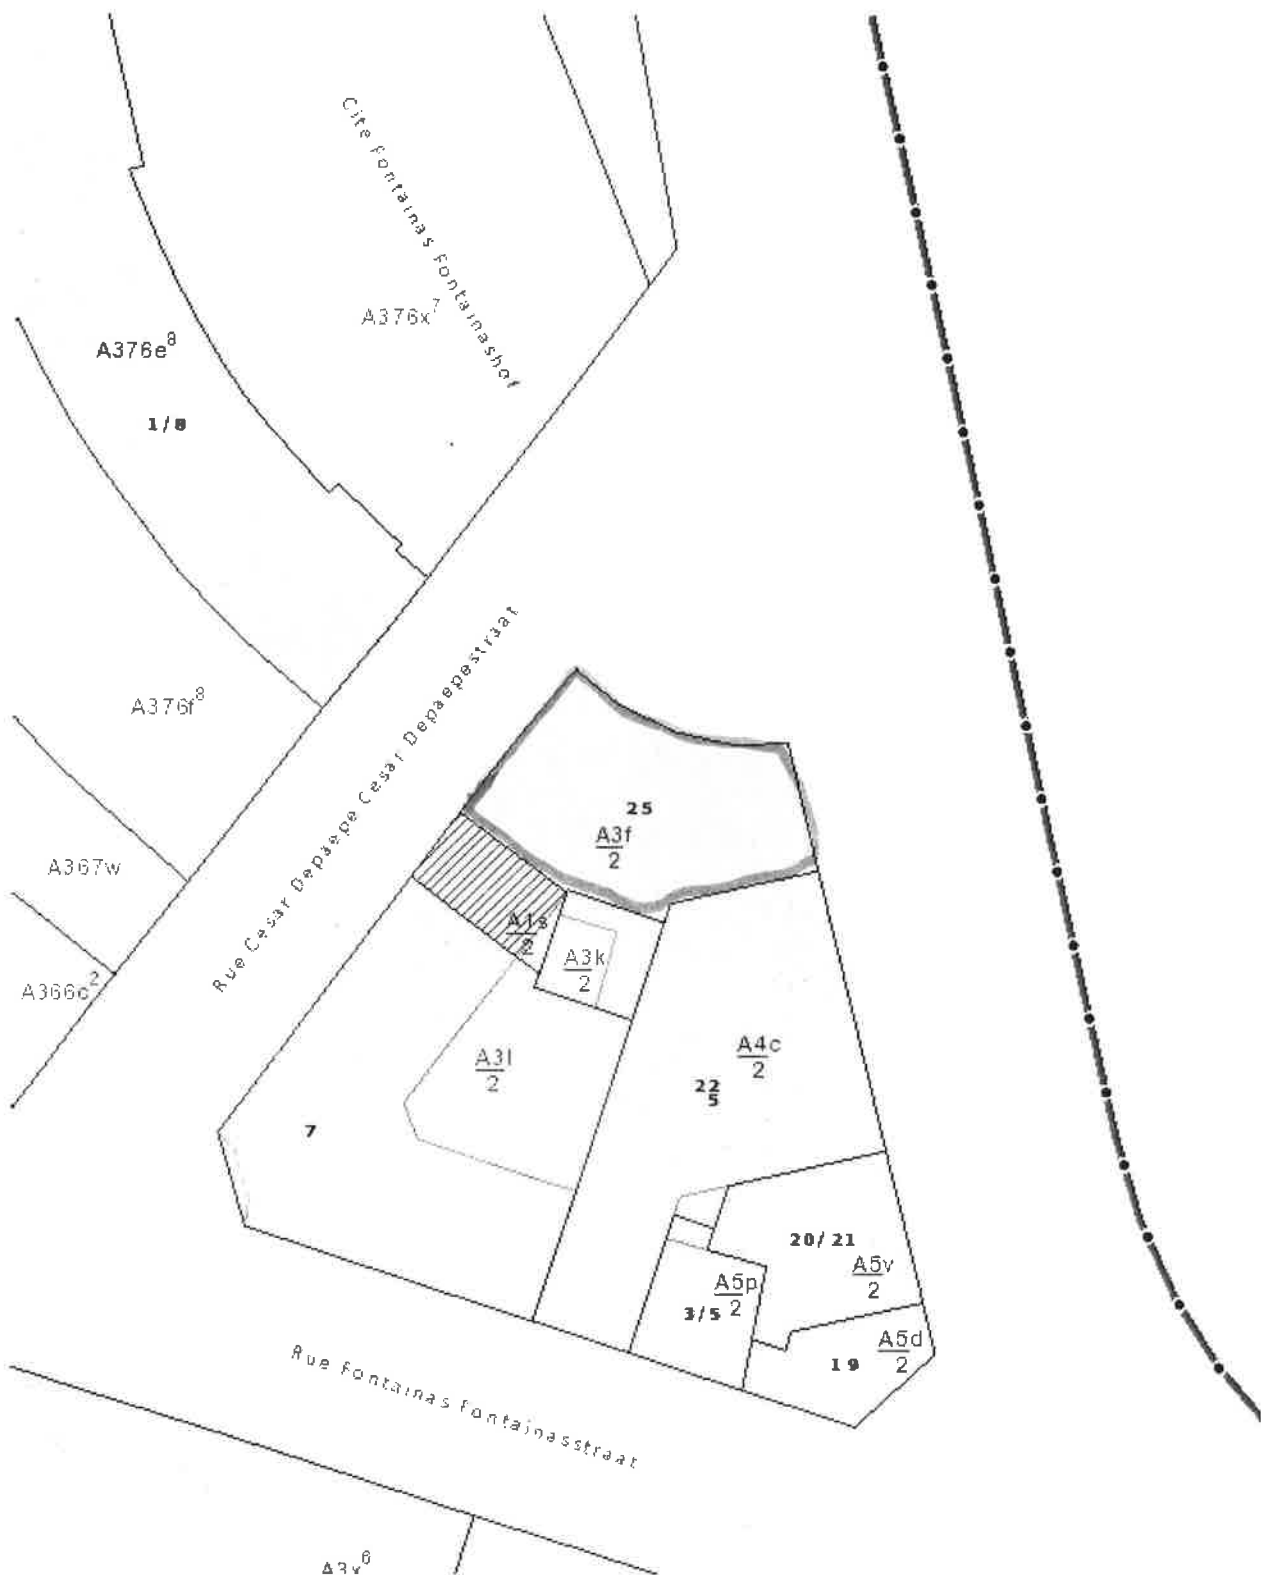 Cite Fontainas Fontainashof
A376x⁷
A376e⁸
1/8
A376f⁸
Rue Cesar Depaepe Cesar Depaepestraat
25
A3f
2
A367w
A1s
2
A3k
2
A366c²
A3l
2
A4c
2
22
5
7
20/21
A5v
2
A5p
2
3/5
A5d
2
19
Rue Fontainas Fontainasstraat
A3x⁶